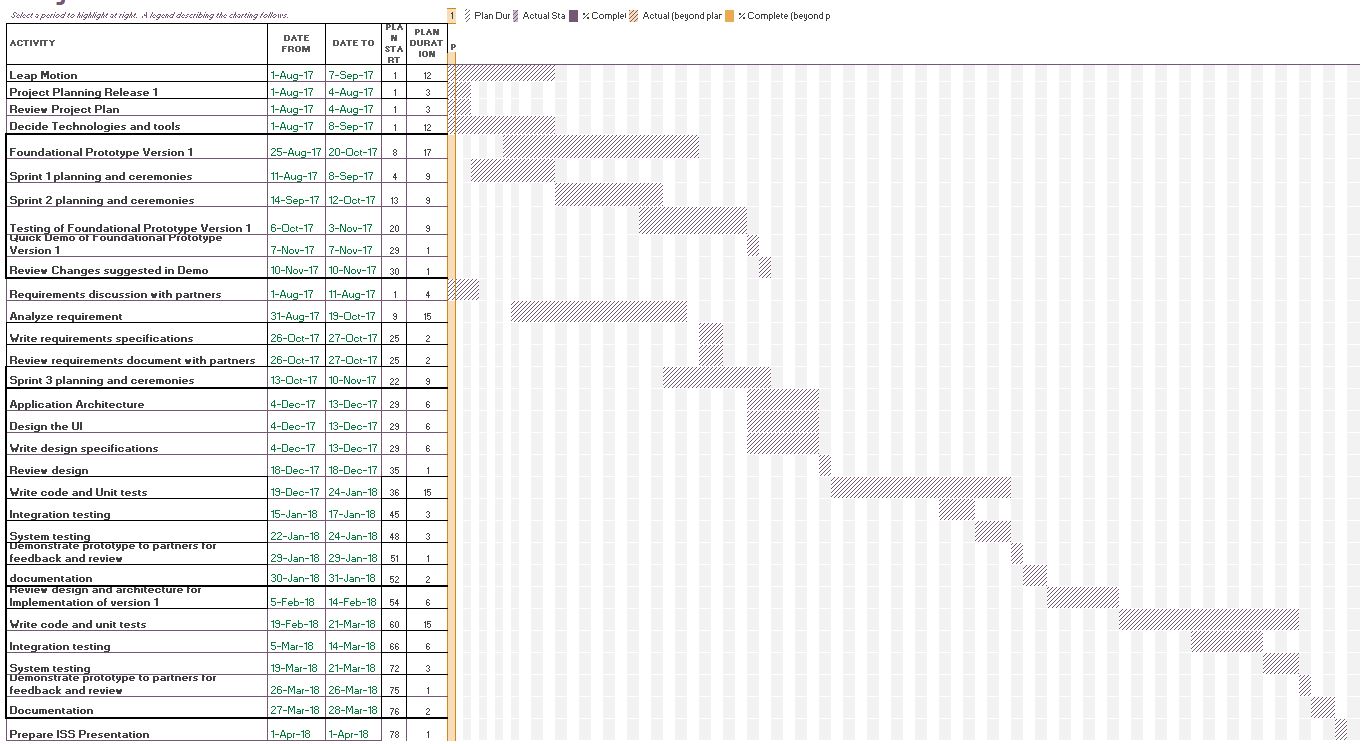 Select a period to highlight at right. A legend describing the charting follows.
1 Plan Dur Actual Sta % Complet Actual (beyond plan % Complete (beyond p
ACTIVITY DATE FROM DATE TO PLAN START PLAN DURATION P
Leap Motion 1-Aug-17 7-Sep-17 1 12
Project Planning Release 1 1-Aug-17 4-Aug-17 1 3
Review Project Plan 1-Aug-17 4-Aug-17 1 3
Decide Technologies and tools 1-Aug-17 8-Sep-17 1 12
Foundational Prototype Version 1 25-Aug-17 20-Oct-17 8 17
Sprint 1 planning and ceremonies 11-Aug-17 8-Sep-17 4 9
Sprint 2 planning and ceremonies 14-Sep-17 12-Oct-17 13 9
Testing of Foundational Prototype Version 1 6-Oct-17 3-Nov-17 20 9
Quick Demo of Foundational Prototype
Version 1 7-Nov-17 7-Nov-17 29 1
Review Changes suggested in Demo 10-Nov-17 10-Nov-17 30 1
Requirements discussion with partners 1-Aug-17 11-Aug-17 1 4
Analyze requirement 31-Aug-17 19-Oct-17 9 15
Write requirements specifications 26-Oct-17 27-Oct-17 25 2
Review requirements document with partners 26-Oct-17 27-Oct-17 25 2
Sprint 3 planning and ceremonies 13-Oct-17 10-Nov-17 22 9
Application Architecture 4-Dec-17 13-Dec-17 29 6
Design the UI 4-Dec-17 13-Dec-17 29 6
Write design specifications 4-Dec-17 13-Dec-17 29 6
Review design 18-Dec-17 18-Dec-17 35 1
Write code and Unit tests 19-Dec-17 24-Jan-18 36 15
Integration testing 15-Jan-18 17-Jan-18 45 3
System testing 22-Jan-18 24-Jan-18 48 3
Demonstrate prototype to partners for
feedback and review 29-Jan-18 29-Jan-18 51 1
documentation 30-Jan-18 31-Jan-18 52 2
Review design and architecture for
Implementation of version 1 5-Feb-18 14-Feb-18 54 6
Write code and unit tests 19-Feb-18 21-Mar-18 60 15
Integration testing 5-Mar-18 14-Mar-18 66 6
System testing 19-Mar-18 21-Mar-18 72 3
Demonstrate prototype to partners for
feedback and review 26-Mar-18 26-Mar-18 75 1
Documentation 27-Mar-18 28-Mar-18 76 2
Prepare ISS Presentation 1-Apr-18 1-Apr-18 78 1